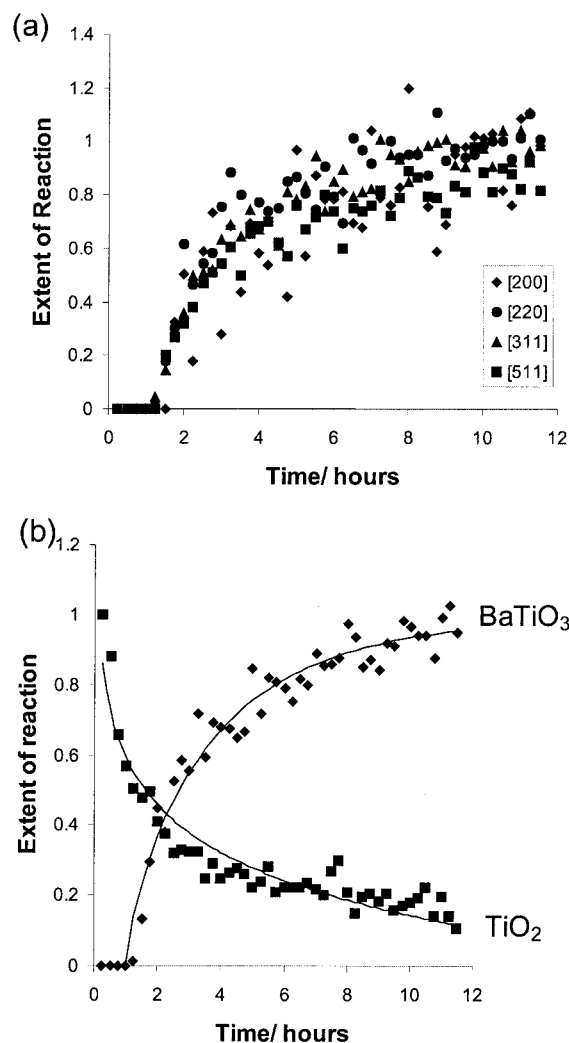 (a)
Extent of Reaction
1.4
1.2
1
0.8
0.6
0.4
0.2
0
0 2 4 6 8 10 12
Time/ hours
[200]
[220]
[311]
[511]
(b)
Extent of reaction
1.2
1
0.8
0.6
0.4
0.2
0
0 2 4 6 8 10 12
Time/ hours
BaTiO₃
TiO₂